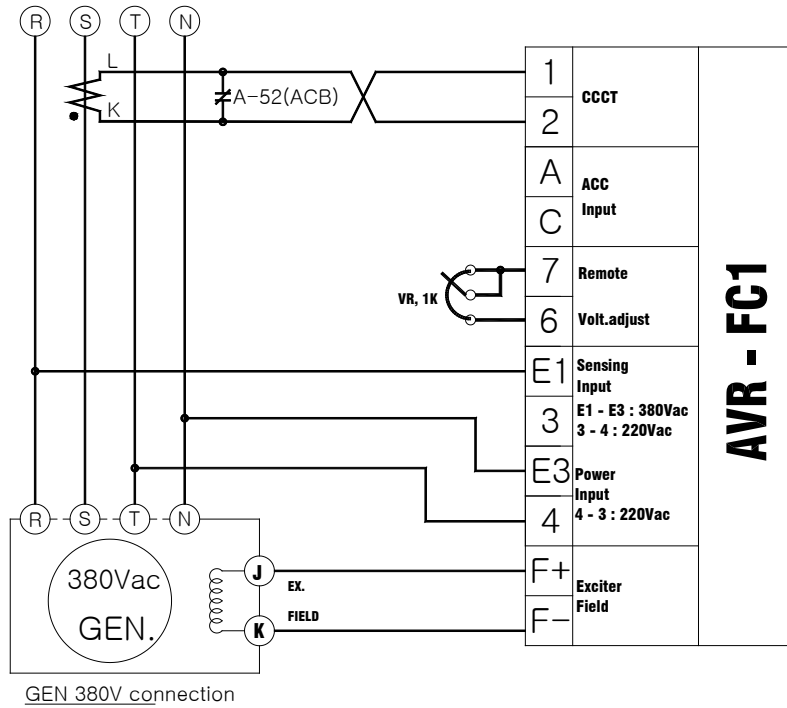 R S T N
L
K
A-52(ACB)
1
2
CCCT
A
C
ACC
Input
7
6
Remote
Volt.adjust
VR, 1K
E1
3
E3
4
Sensing
Input
E1 - E3 : 380Vac
3 - 4 : 220Vac
Power
Input
4 - 3 : 220Vac
F+
F-
Exciter
Field
AVR - FC1
R S T N
380Vac
GEN.
J
K
EX.
FIELD
GEN 380V connection